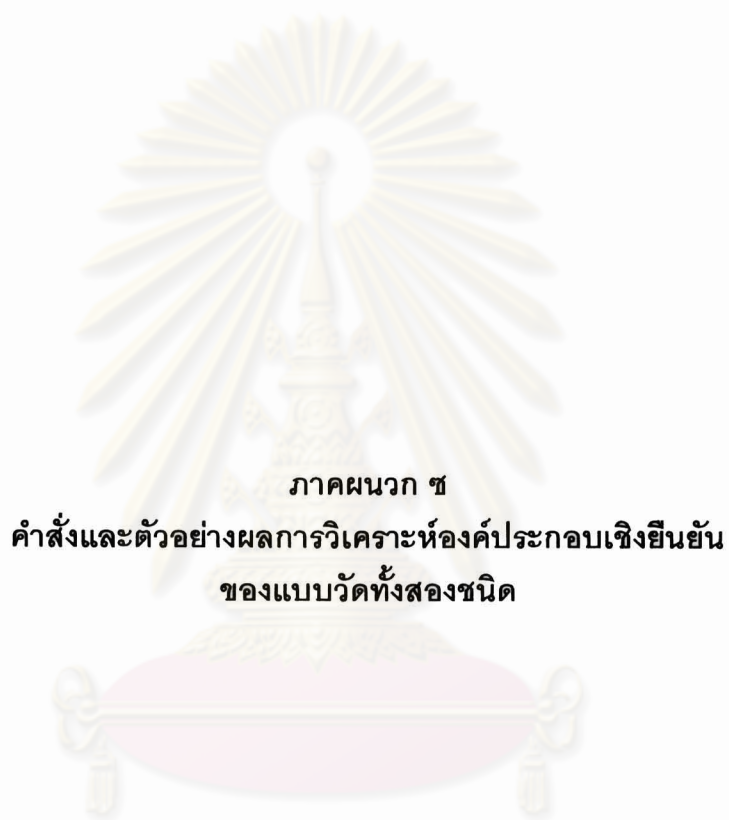 ภาคผนวก ซ
คำสั่งและตัวอย่างผลการวิเคราะห์องค์ประกอบเชิงยืนยัน
ของแบบวัดทั้งสองชนิด